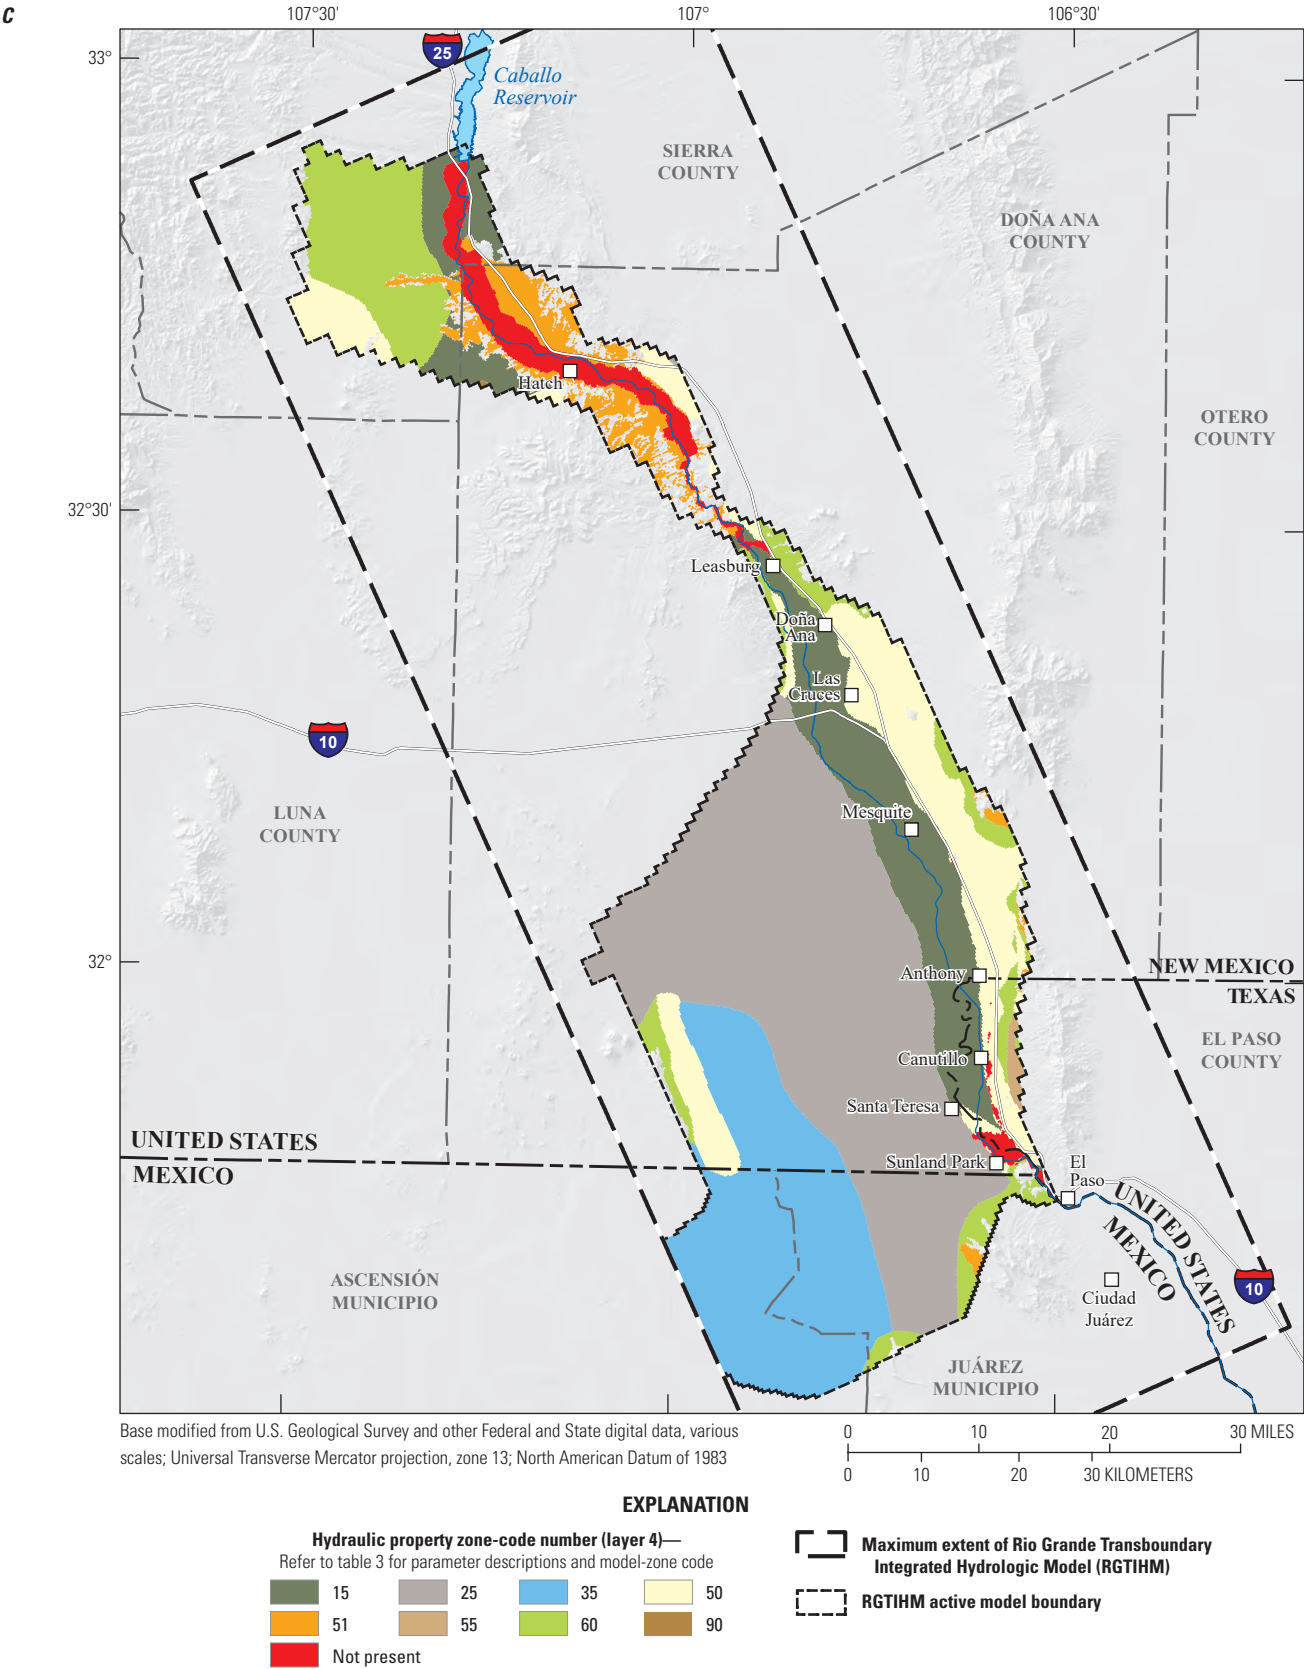 C
107°30'
107°
106°30'
33°
25
Caballo
Reservoir
SIERRA
COUNTY
DOÑA ANA
COUNTY
Hatch
OTERO
COUNTY
32°30'
Leasburg
Doña
Ana
Las
Cruces
10
LUNA
COUNTY
Mesquite
32°
Anthony
NEW MEXICO
TEXAS
EL PASO
COUNTY
Canutillo
Santa Teresa
UNITED STATES
MEXICO
Sunland Park
El
Paso
UNITED STATES
MEXICO
ASCENSIÓN
MUNICIPIO
Ciudad
Juárez
10
JUÁREZ
MUNICIPIO
Base modified from U.S. Geological Survey and other Federal and State digital data, various
scales; Universal Transverse Mercator projection, zone 13; North American Datum of 1983
0 10 20 30 MILES
0 10 20 30 KILOMETERS
EXPLANATION
Hydraulic property zone-code number (layer 4)—
Refer to table 3 for parameter descriptions and model-zone code
15 25 35 50
51 55 60 90
Not present
Maximum extent of Rio Grande Transboundary
Integrated Hydrologic Model (RGTIHM)
RGTIHM active model boundary